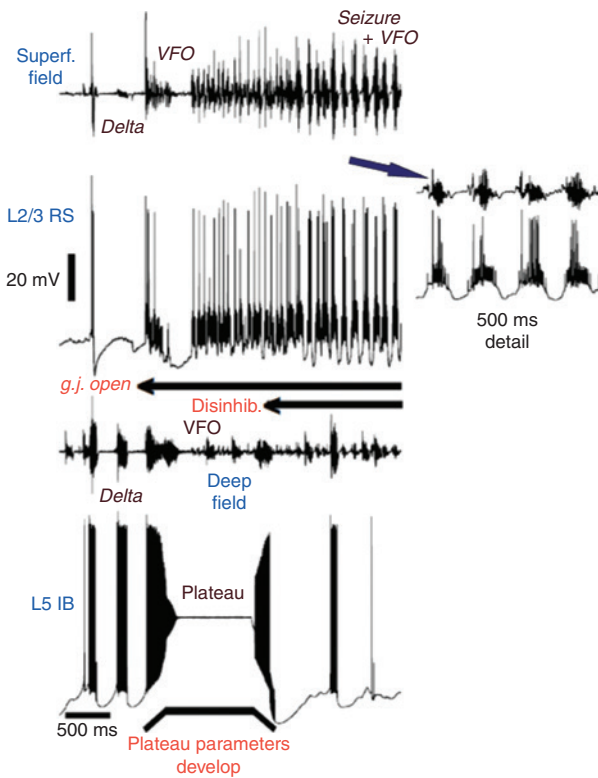 Seizure
+ VFO
VFO
Superf.
field
Delta
L2/3 RS
20 mV
500 ms
detail
g.j. open
Disinhib.
VFO
Deep
field
Delta
Plateau
L5 IB
500 ms
Plateau parameters
develop